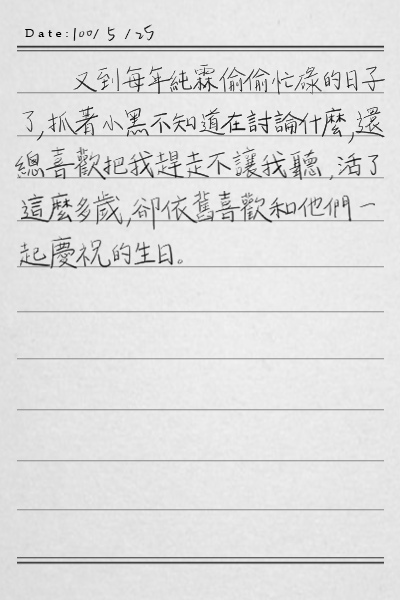 Date: 100/5/25
又到每年純霖偷偷忙碌的日子
了,抓著小黑不知道在討論什麼,還
總喜歡把我趕走不讓我聽,活了
這麼多歲,卻依舊喜歡和他們一
起慶祝的生日。